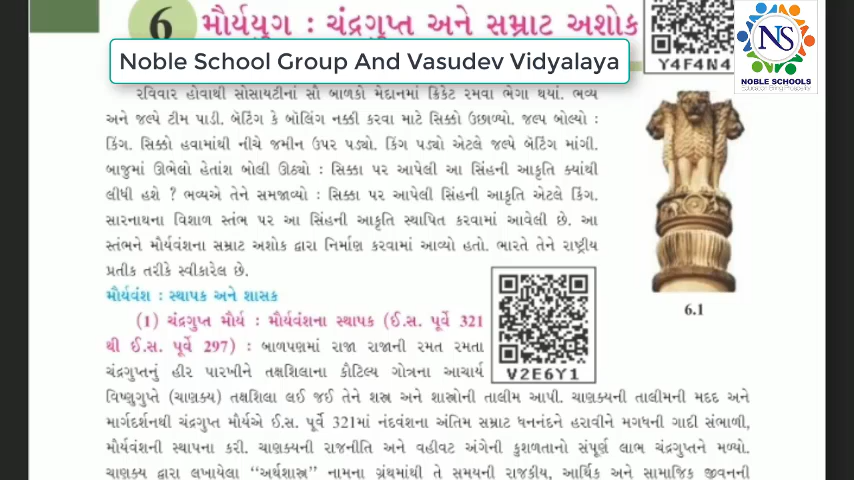 6 મૌર્યયુગ : ચંદ્રગુપ્ત અને સમ્રાટ અશોક
Y4F4N4
NS
NOBLE SCHOOLS
Noble School Group And Vasudev Vidyalaya
રવિવાર હોવાથી સોસાયટીનાં સૌ બાળકો મેદાનમાં ક્રિકેટ રમવા ભેગા થયાં. ભવ્ય
અને જલ્પે ટીમ પાડી. બૅટિંગ કે બૉલિંગ નક્કી કરવા માટે સિક્કો ઉછાળ્યો. જલ્પ બોલ્યો :
કિંગ. સિક્કો હવામાંથી નીચે જમીન ઉપર પડ્યો. કિંગ પડ્યો એટલે જલ્પે બૅટિંગ માંગી.
બાજુમાં ઊભેલો હેતાંશ બોલી ઊઠ્યો : સિક્કા પર આપેલી આ સિંહની આકૃતિ ક્યાંથી
લીધી હશે ? ભવ્યએ તેને સમજાવ્યો : સિક્કા પર આપેલી સિંહની આકૃતિ એટલે કિંગ.
સારનાથના વિશાળ સ્તંભ પર આ સિંહની આકૃતિ સ્થાપિત કરવામાં આવેલી છે. આ
સ્તંભને મૌર્યવંશના સમ્રાટ અશોક દ્વારા નિર્માણ કરવામાં આવ્યો હતો. ભારતે તેને રાષ્ટ્રીય
પ્રતીક તરીકે સ્વીકારેલ છે.
6.1
મૌર્યવંશ : સ્થાપક અને શાસક
(1) ચંદ્રગુપ્ત મૌર્ય : મૌર્યવંશના સ્થાપક (ઈ.સ. પૂર્વે 321
થી ઈ.સ. પૂર્વે 297) : બાળપણમાં રાજા રાજાની રમત રમતા
ચંદ્રગુપ્તનું હીર પારખીને તક્ષશિલાના કૌટિલ્ય ગોત્રના આચાર્ય
V2E6Y1
વિષ્ણુગુપ્તે (ચાણક્ય) તક્ષશિલા લઈ જઈ તેને શસ્ત્ર અને શાસ્ત્રોની તાલીમ આપી. ચાણક્યની તાલીમની મદદ અને
માર્ગદર્શનથી ચંદ્રગુપ્ત મૌર્યએ ઈ.સ. પૂર્વે 321માં નંદવંશના અંતિમ સમ્રાટ ધનનંદને હરાવીને મગધની ગાદી સંભાળી,
મૌર્યવંશની સ્થાપના કરી. ચાણક્યની રાજનીતિ અને વહીવટ અંગેની કુશળતાનો સંપૂર્ણ લાભ ચંદ્રગુપ્તને મળ્યો.
ચાણક્ય દ્વારા લખાયેલા “અર્થશાસ્ત્ર” નામના ગ્રંથમાંથી તે સમયની રાજકીય, આર્થિક અને સામાજિક જીવનની